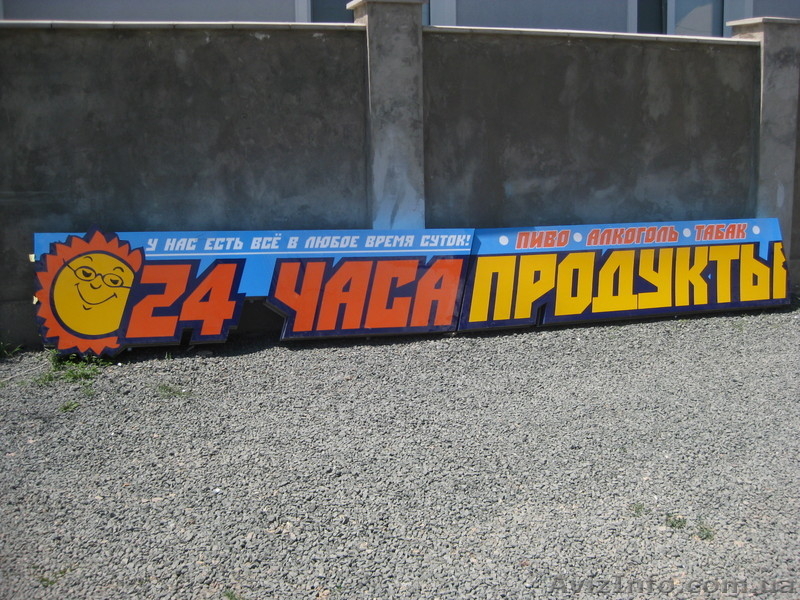 У НАС ЕСТЬ ВСЁ В ЛЮБОЕ ВРЕМЯ СУТОК!
• ПИВО • АЛКОГОЛЬ • ТАБАК •
24 ЧАСА ПРОДУКТЫ
AvizInfo.com.ua